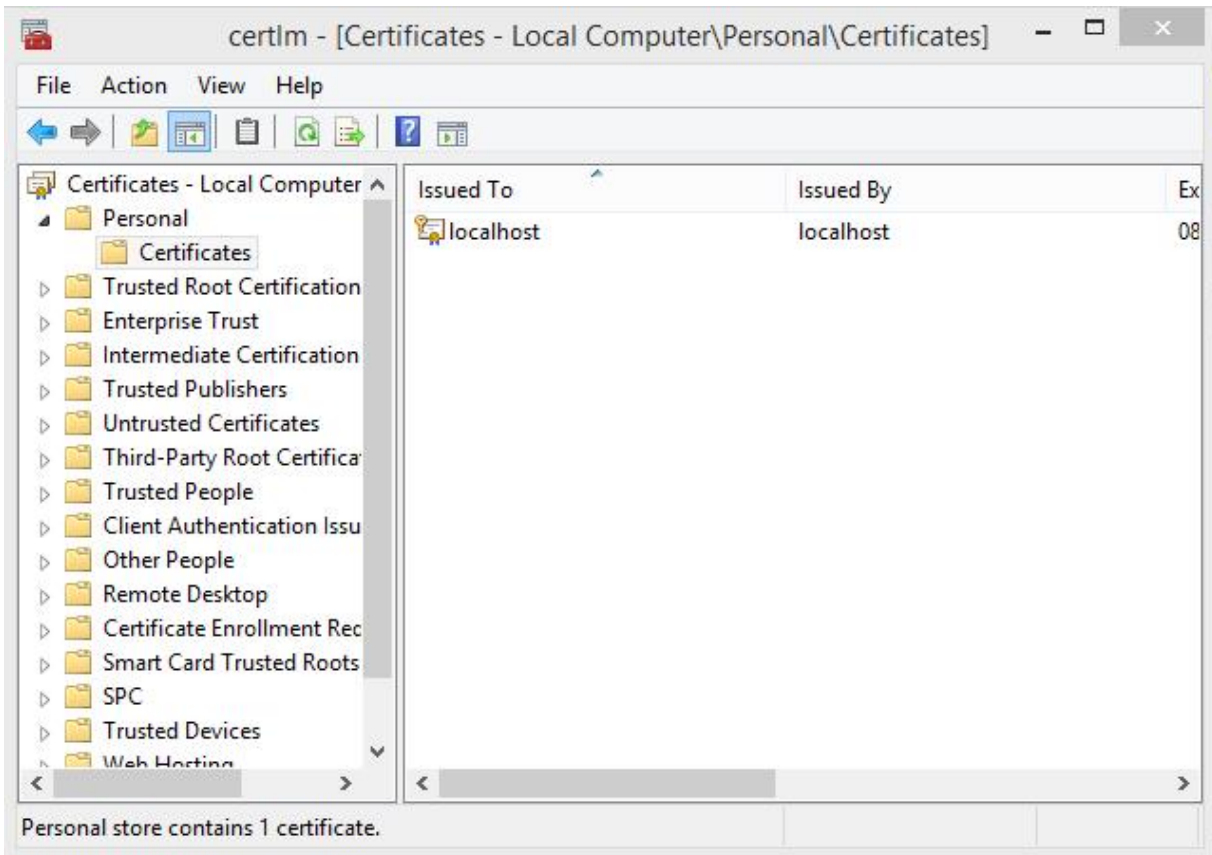 certlm - [Certificates - Local Computer\Personal\Certificates]
File Action View Help
Certificates - Local Computer
Personal
Certificates
Trusted Root Certification
Enterprise Trust
Intermediate Certification
Trusted Publishers
Untrusted Certificates
Third-Party Root Certifica
Trusted People
Client Authentication Issu
Other People
Remote Desktop
Certificate Enrollment Rec
Smart Card Trusted Roots
SPC
Trusted Devices
Web Hosting
Issued To Issued By Ex
localhost localhost 08
Personal store contains 1 certificate.